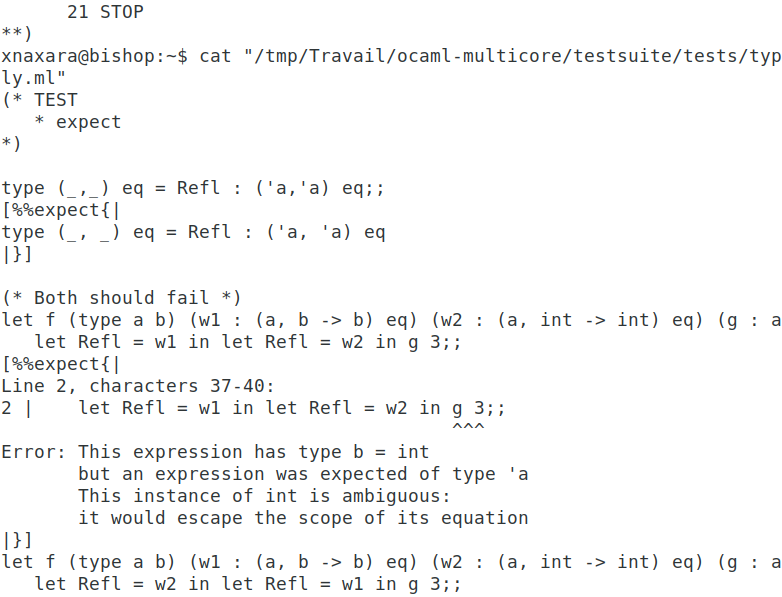 21 STOP
**)
xnaxara@bishop:~$ cat "/tmp/Travail/ocaml-multicore/testsuite/tests/typ
ly.ml"
(* TEST
   * expect
*)

type (_,_) eq = Refl : ('a,'a) eq;;
[%%expect{|
type (_, _) eq = Refl : ('a, 'a) eq
|}]

(* Both should fail *)
let f (type a b) (w1 : (a, b -> b) eq) (w2 : (a, int -> int) eq) (g : a
   let Refl = w1 in let Refl = w2 in g 3;;
[%%expect{|
Line 2, characters 37-40:
2 |    let Refl = w1 in let Refl = w2 in g 3;;
                                         ^^^
Error: This expression has type b = int
       but an expression was expected of type 'a
       This instance of int is ambiguous:
       it would escape the scope of its equation
|}]
let f (type a b) (w1 : (a, b -> b) eq) (w2 : (a, int -> int) eq) (g : a
   let Refl = w2 in let Refl = w1 in g 3;;